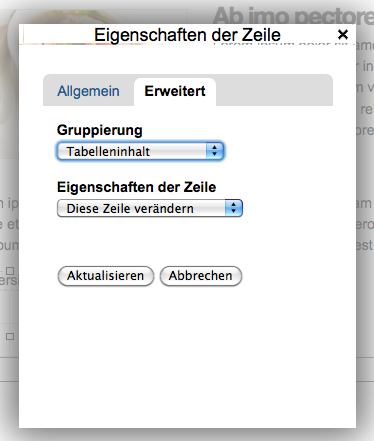 Ab imo pectore
Eigenschaften der Zeile
Allgemein
Erweitert
Gruppierung
Tabelleninhalt
Eigenschaften der Zeile
Diese Zeile verändern
Aktualisieren
Abbrechen